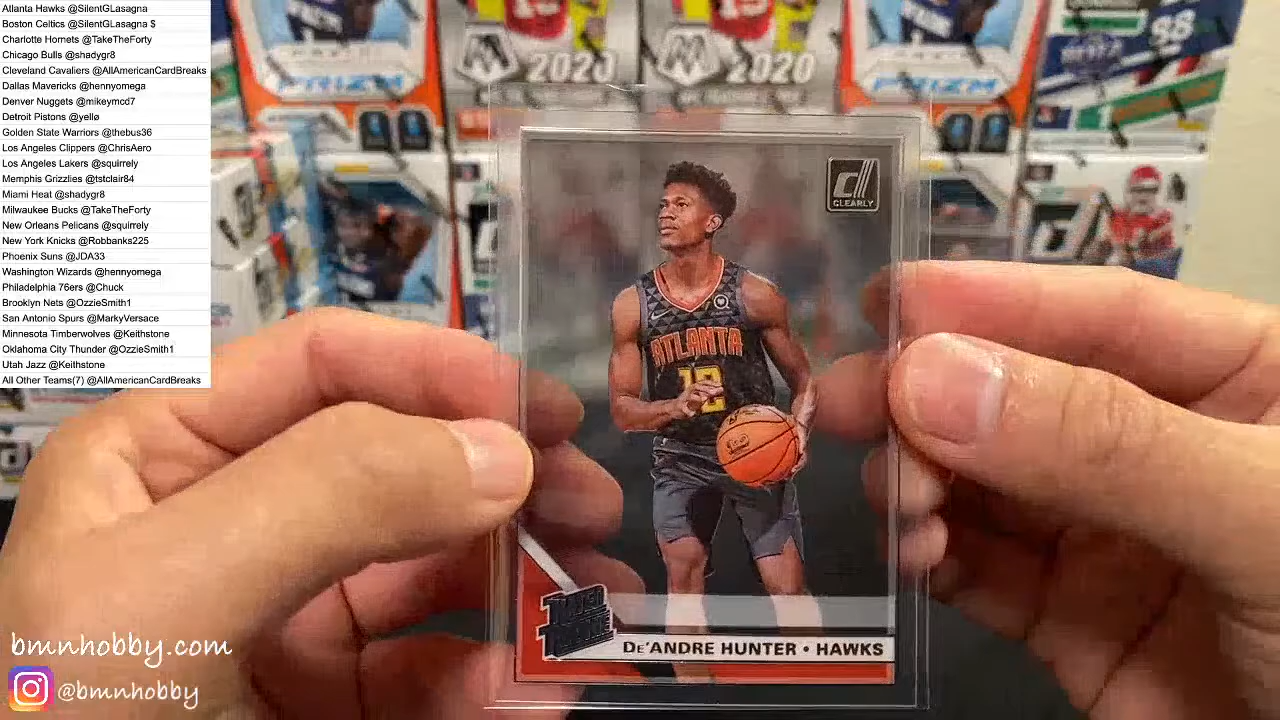 Atlanta Hawks @SilentGLasagna
Boston Celtics @SilentGLasagna $
Charlotte Hornets @TakeTheForty
Chicago Bulls @shadygr8
Cleveland Cavaliers @AllAmericanCardBreaks
Dallas Mavericks @hennyomega
Denver Nuggets @mikeymcd7
Detroit Pistons @yellø
Golden State Warriors @thebus36
Los Angeles Clippers @ChrisAero
Los Angeles Lakers @squirrely
Memphis Grizzlies @tstclair84
Miami Heat @shadygr8
Milwaukee Bucks @TakeTheForty
New Orleans Pelicans @squirrely
New York Knicks @Robbanks225
Phoenix Suns @JDA33
Washington Wizards @hennyomega
Philadelphia 76ers @Chuck
Brooklyn Nets @OzzieSmith1
San Antonio Spurs @MarkyVersace
Minnesota Timberwolves @Keithstone
Oklahoma City Thunder @OzzieSmith1
Utah Jazz @Keithstone
All Other Teams(7) @AllAmericanCardBreaks
PRIZM
2020
2020
PRIZM
d
CLEARLY
ATLANTA
12
RATED
ROOKIE
DE'ANDRE HUNTER • HAWKS
bmnhobby.com
@bmnhobby